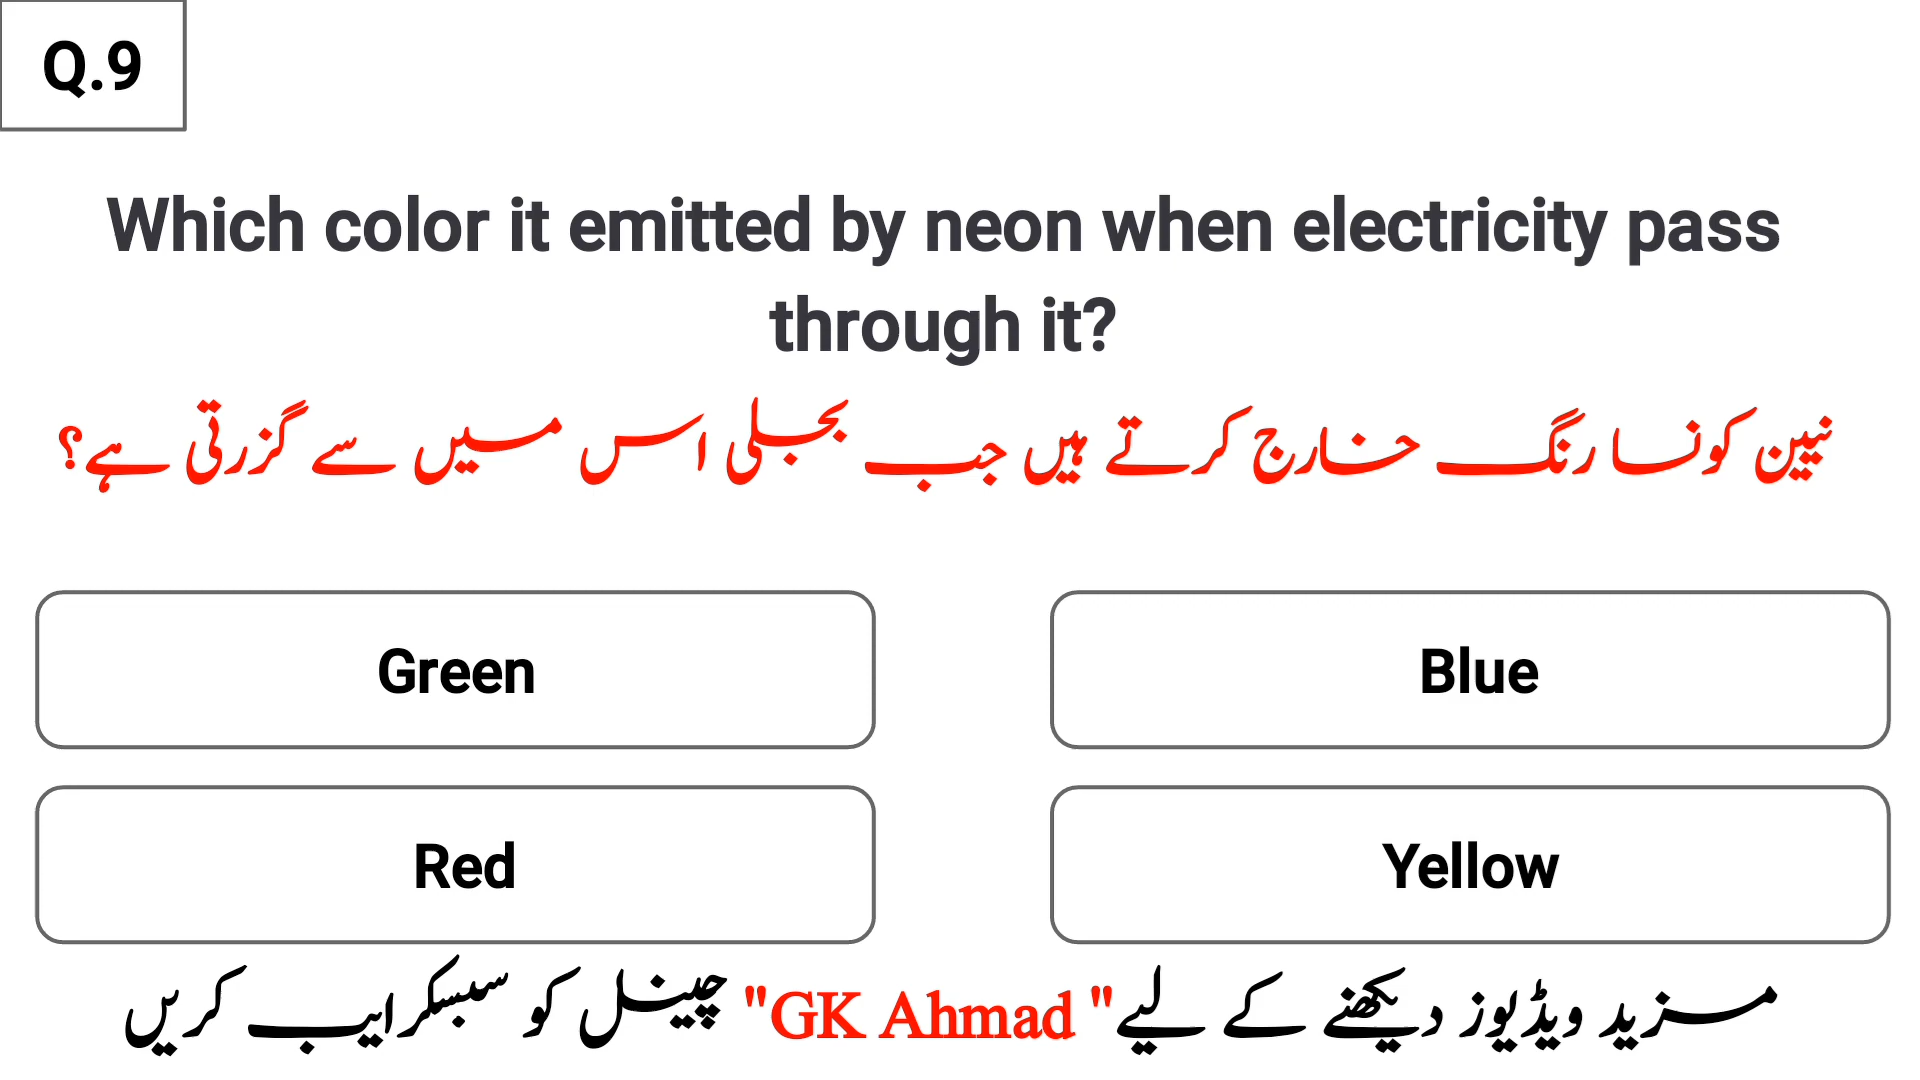 Q.9
Which color it emitted by neon when electricity pass
through it?
نیین کونسا رنگ خارج کرتے ہیں جب بجلی اس میں سے گزرتی ہے؟
Green
Blue
Red
Yellow
مزید ویڈیوز دیکھنے کے لیے "GK Ahmad" چینل کو سبسکرایب کریں